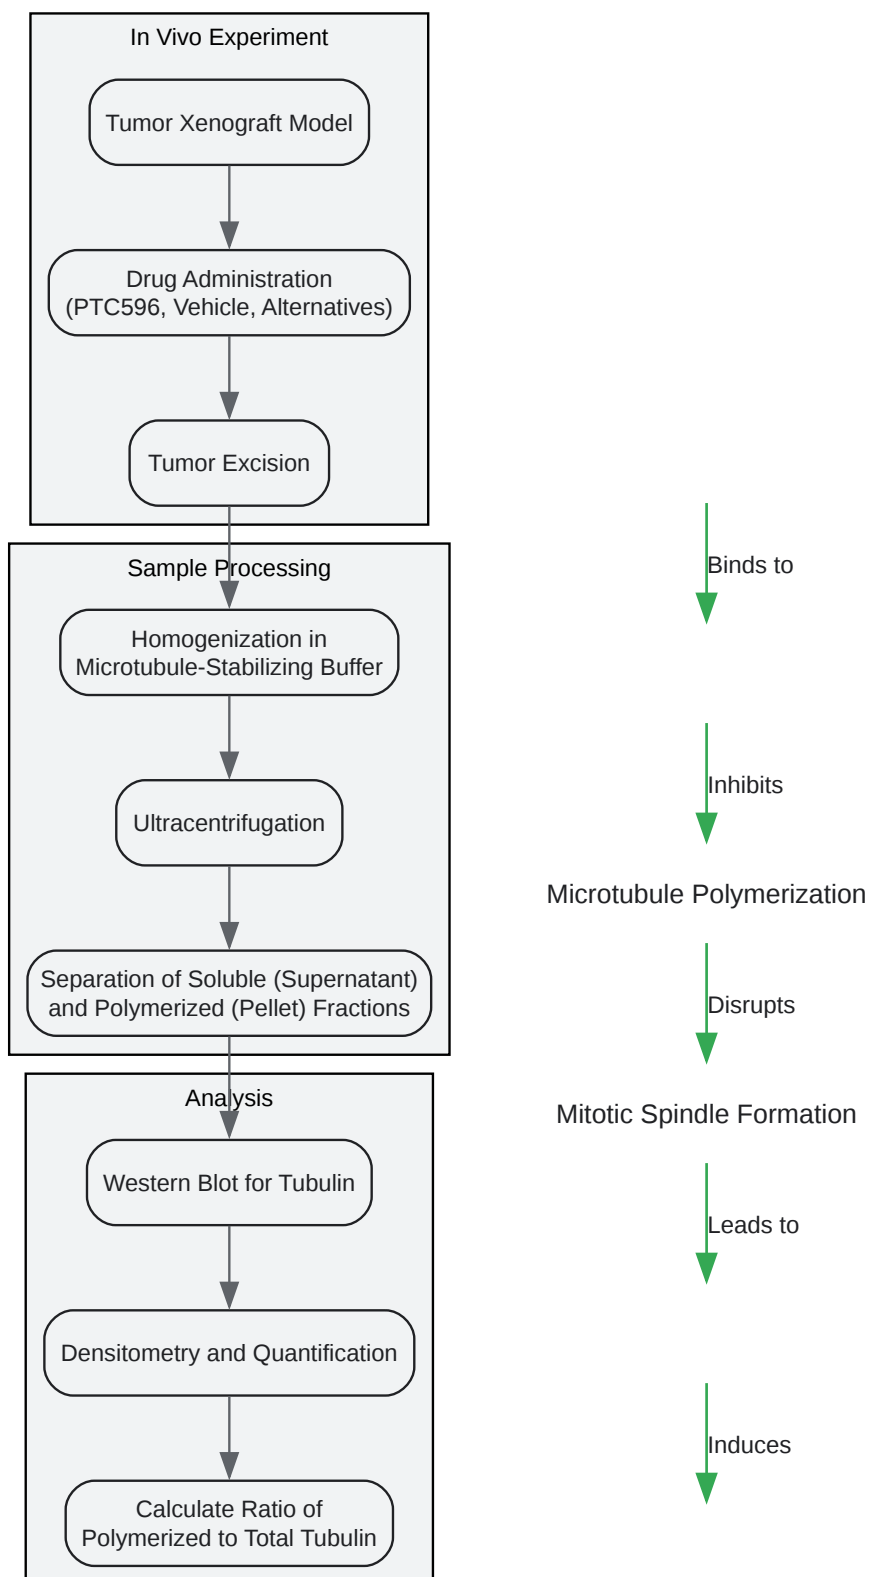 In Vivo Experiment
Tumor Xenograft Model
Drug Administration
(PTC596, Vehicle, Alternatives)
Tumor Excision
Sample Processing
Homogenization in
Microtubule-Stabilizing Buffer
Ultracentrifugation
Separation of Soluble (Supernatant)
and Polymerized (Pellet) Fractions
Analysis
Western Blot for Tubulin
Densitometry and Quantification
Calculate Ratio of
Polymerized to Total Tubulin
Binds to
Inhibits
Microtubule Polymerization
Disrupts
Mitotic Spindle Formation
Leads to
Induces